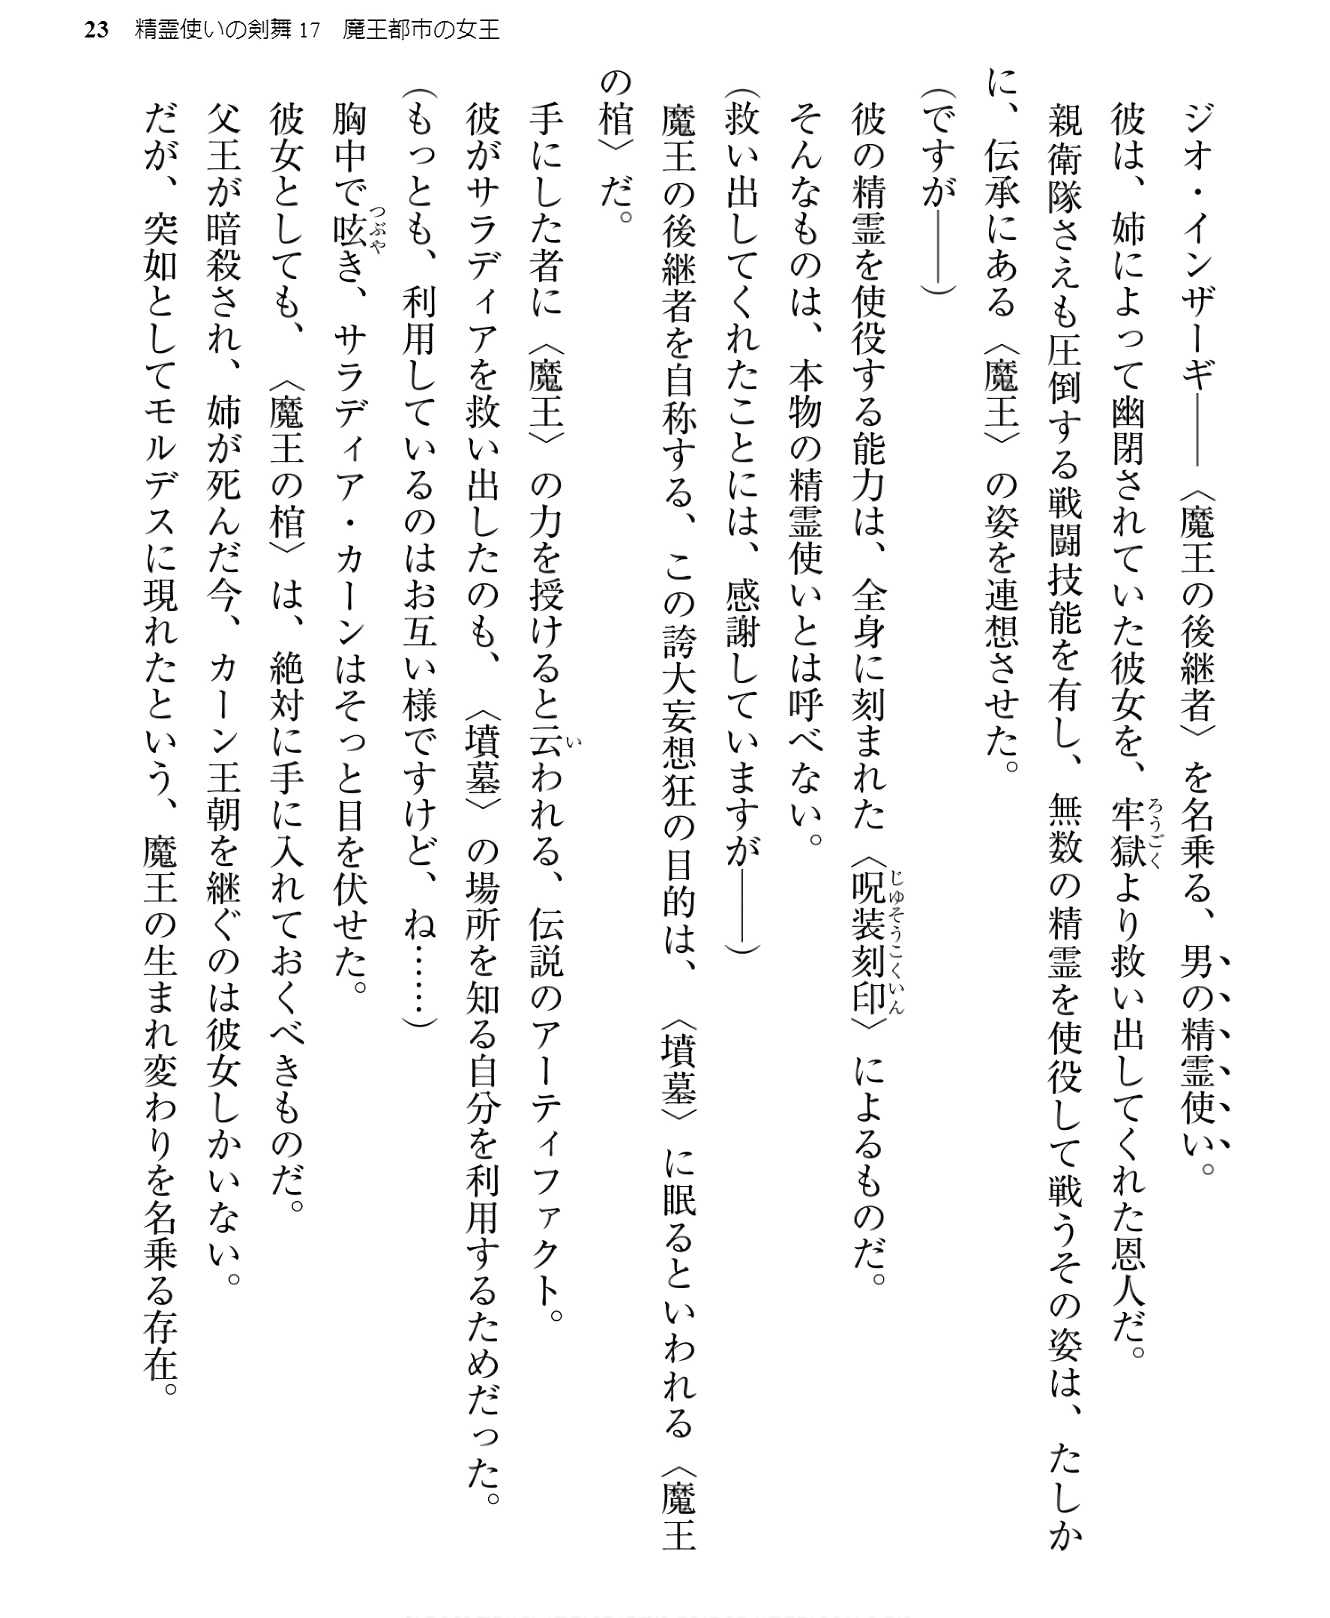 23 精霊使いの剣舞17 魔王都市の女王
ジオ・インザーギ――〈魔王の後継者〉を名乗る、男の精霊使い。
彼は、姉によって幽閉されていた彼女を、牢獄より救い出してくれた恩人だ。
親衛隊さえも圧倒する戦闘技能を有し、無数の精霊を使役して戦うその姿は、たしか
に、伝承にある〈魔王〉の姿を連想させた。
(ですが――)
彼の精霊を使役する能力は、全身に刻まれた〈呪装刻印〉によるものだ。
そんなものは、本物の精霊使いとは呼べない。
(救い出してくれたことには、感謝していますが――)
魔王の後継者を自称する、この誇大妄想狂の目的は、〈墳墓〉に眠るといわれる〈魔王
の棺〉だ。
手にした者に〈魔王〉の力を授けると云われる、伝説のアーティファクト。
彼がサラディアを救い出したのも、〈墳墓〉の場所を知る自分を利用するためだった。
(もっとも、利用しているのはお互い様ですけど、ね……)
胸中で呟き、サラディア・カーンはそっと目を伏せた。
彼女としても、〈魔王の棺〉は、絶対に手に入れておくべきものだ。
父王が暗殺され、姉が死んだ今、カーン王朝を継ぐのは彼女しかいない。
だが、突如としてモルデスに現れたという、魔王の生まれ変わりを名乗る存在。